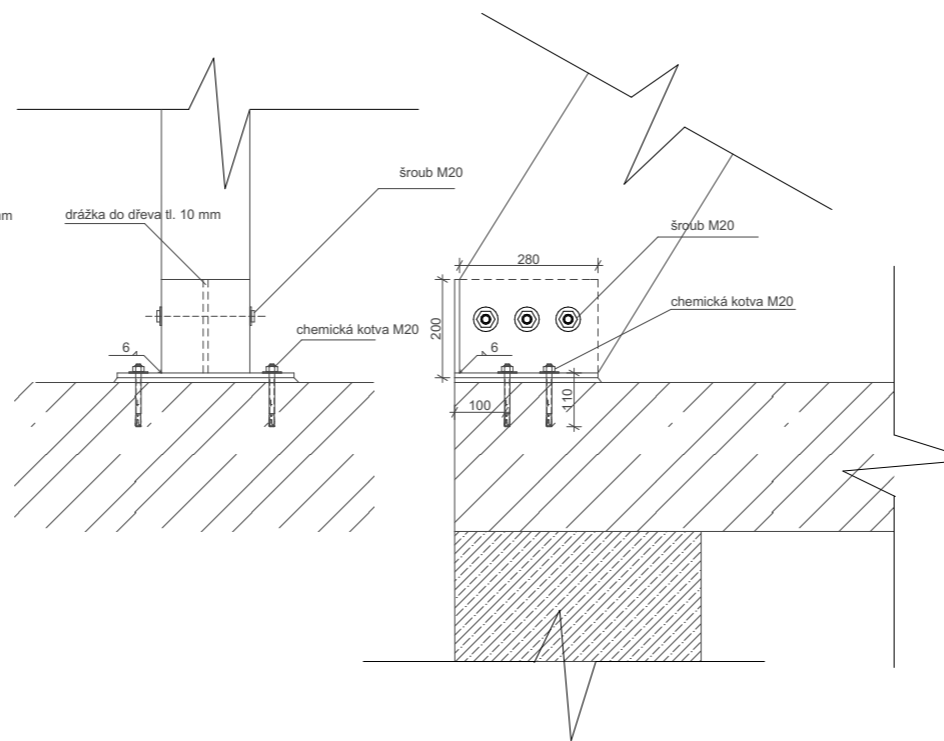 šroub M20
mm
drážka do dřeva tl. 10 mm
šroub M20
280
chemická kotva M20
200
chemická kotva M20
6
6
100
110